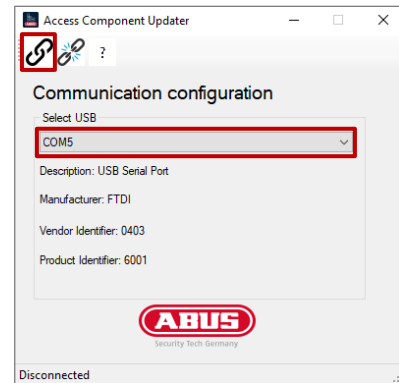 Access Component Updater
?
Communication configuration
Select USB
COM5
Description: USB Serial Port
Manufacturer: FTDI
Vendor Identifier: 0403
Product Identifier: 6001
ABUS
Security Tech Germany
Disconnected